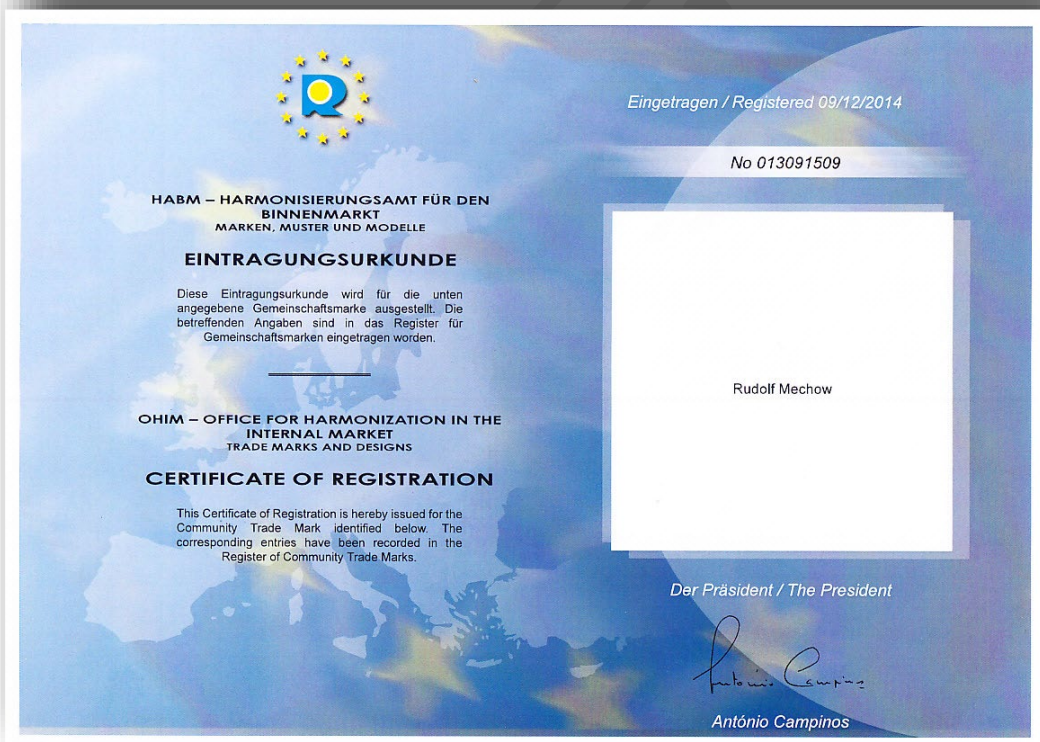 HABM – HARMONISIERUNGSAMT FÜR DEN
BINNENMARKT
MARKEN, MUSTER UND MODELLE
EINTRAGUNGSURKUNDE
Diese Eintragungsurkunde wird für die unten
angegebene Gemeinschaftsmarke ausgestellt. Die
betreffenden Angaben sind in das Register für
Gemeinschaftsmarken eingetragen worden.
OHIM – OFFICE FOR HARMONIZATION IN THE
INTERNAL MARKET
TRADE MARKS AND DESIGNS
CERTIFICATE OF REGISTRATION
This Certificate of Registration is hereby issued for the
Community Trade Mark identified below. The
corresponding entries have been recorded in the
Register of Community Trade Marks.
Eingetragen / Registered 09/12/2014
No 013091509
Rudolf Mechow
Der Präsident / The President
António Campinos
António Campinos